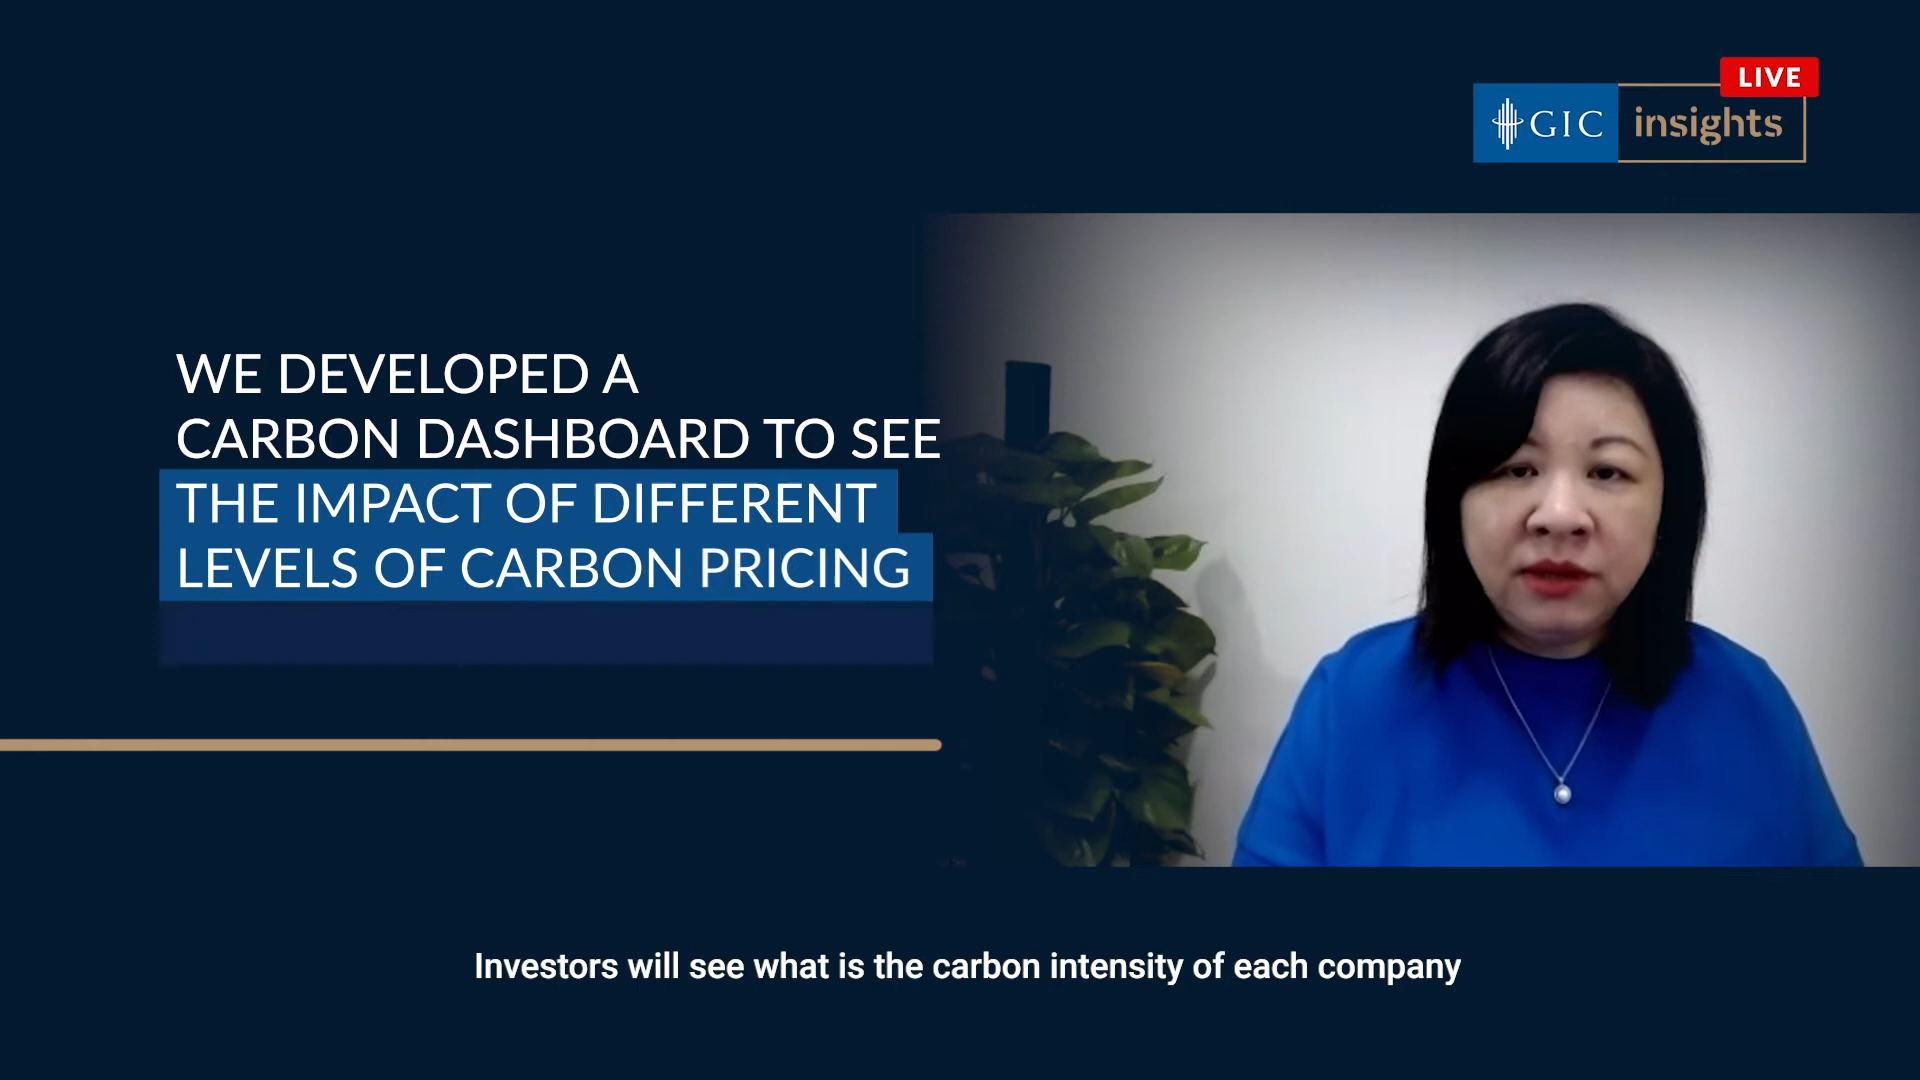 LIVE
GIC insights
WE DEVELOPED A
CARBON DASHBOARD TO SEE
THE IMPACT OF DIFFERENT
LEVELS OF CARBON PRICING
Investors will see what is the carbon intensity of each company